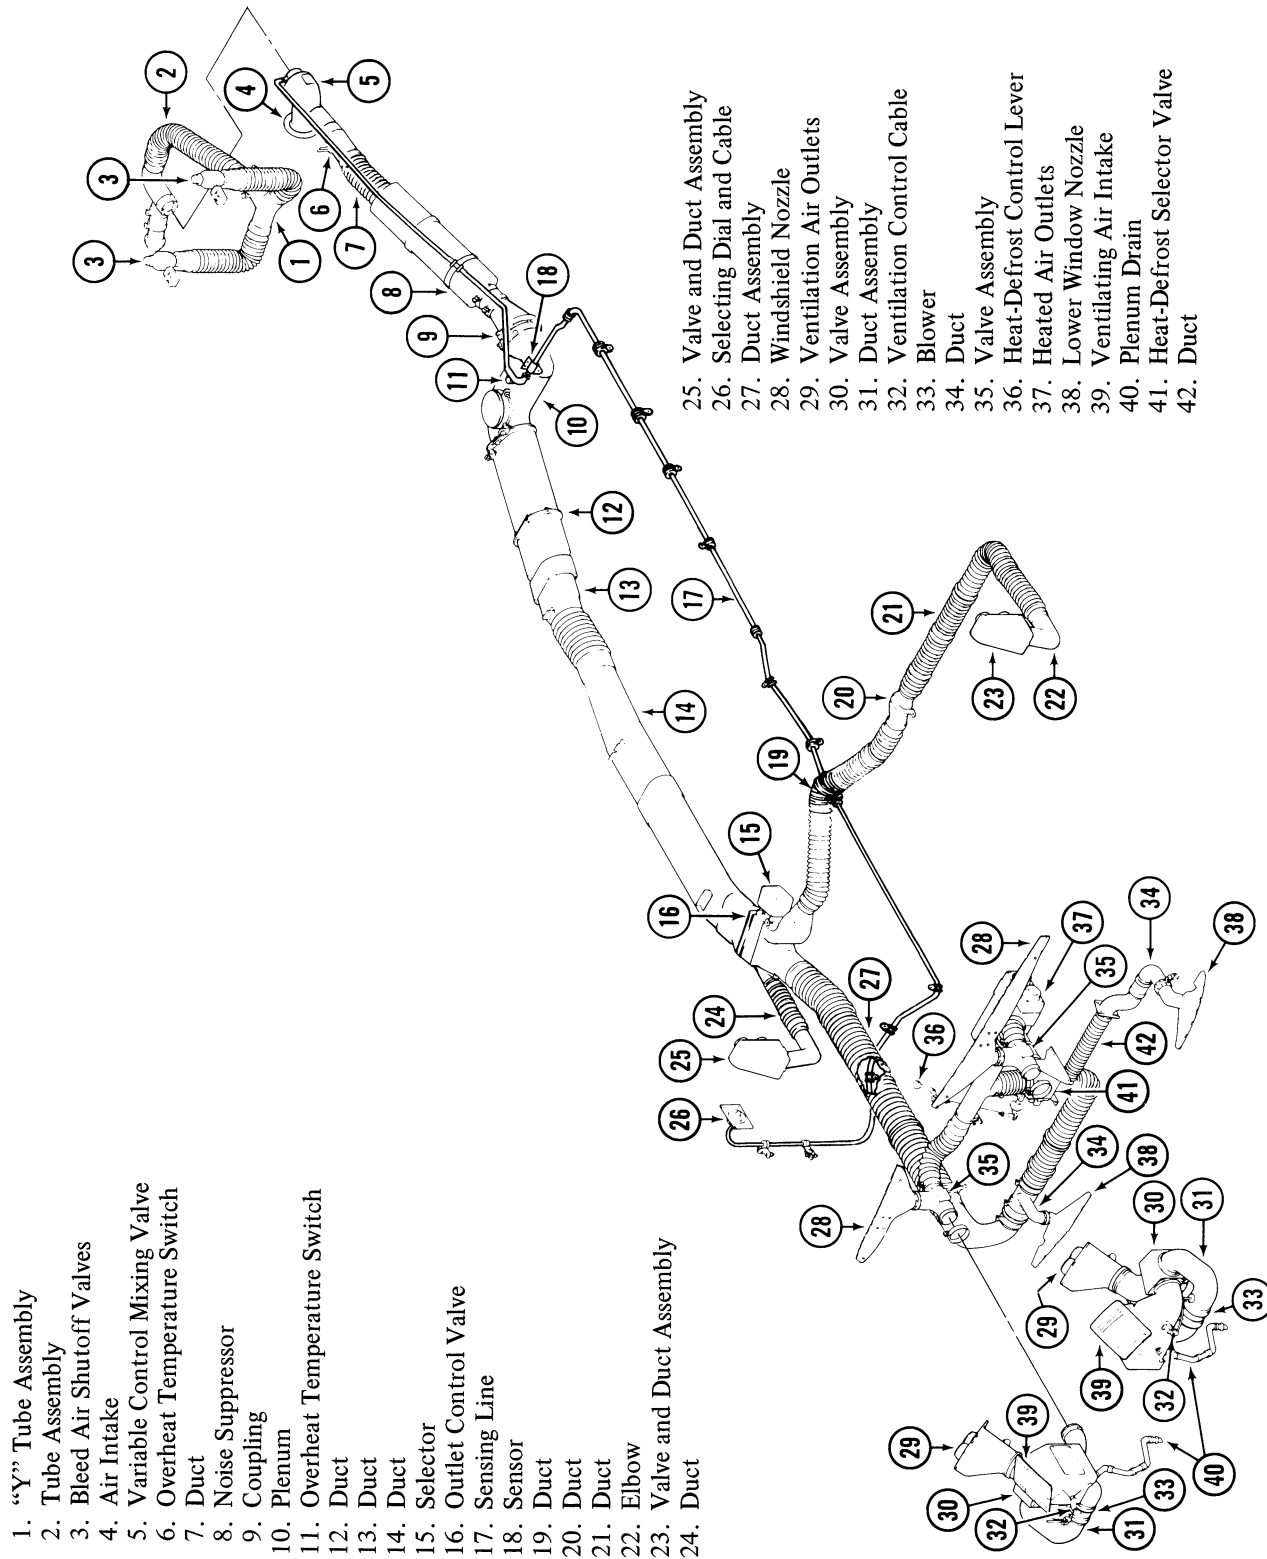 1. “Y” Tube Assembly
2. Tube Assembly
3. Bleed Air Shutoff Valves
4. Air Intake
5. Variable Control Mixing Valve
6. Overheat Temperature Switch
7. Duct
8. Noise Suppressor
9. Coupling
10. Plenum
11. Overheat Temperature Switch
12. Duct
13. Duct
14. Duct
15. Selector
16. Outlet Control Valve
17. Sensing Line
18. Sensor
19. Duct
20. Duct
21. Duct
22. Elbow
23. Valve and Duct Assembly
24. Duct
25. Valve and Duct Assembly
26. Selecting Dial and Cable
27. Duct Assembly
28. Windshield Nozzle
29. Ventilation Air Outlets
30. Valve Assembly
31. Duct Assembly
32. Ventilation Control Cable
33. Blower
34. Duct
35. Valve Assembly
36. Heat-Defrost Control Lever
37. Heated Air Outlets
38. Lower Window Nozzle
39. Ventilating Air Intake
40. Plenum Drain
41. Heat-Defrost Selector Valve
42. Duct
3
3
2
1
4
5
6
7
8
9
11
18
10
12
13
17
14
21
20
23
22
19
15
16
24
27
25
26
28
37
36
35
34
38
42
41
34
38
35
28
30
31
29
33
39
32
29
39
30
32
31
33
40